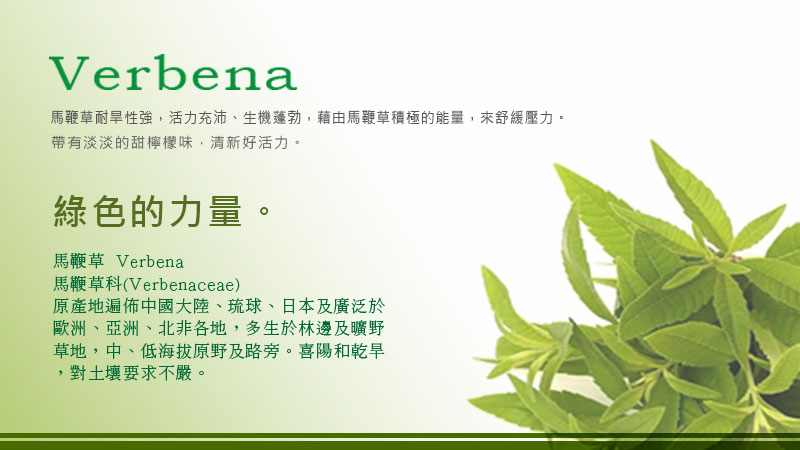 Verbena
馬鞭草耐旱性強，活力充沛、生機蓬勃，藉由馬鞭草積極的能量，來舒緩壓力。
帶有淡淡的甜檸檬味，清新好活力。
綠色的力量。
馬鞭草 Verbena
馬鞭草科(Verbenaceae)
原產地遍佈中國大陸、琉球、日本及廣泛於
歐洲、亞洲、北非各地，多生於林邊及曠野
草地，中、低海拔原野及路旁。喜陽和乾旱
，對土壤要求不嚴。